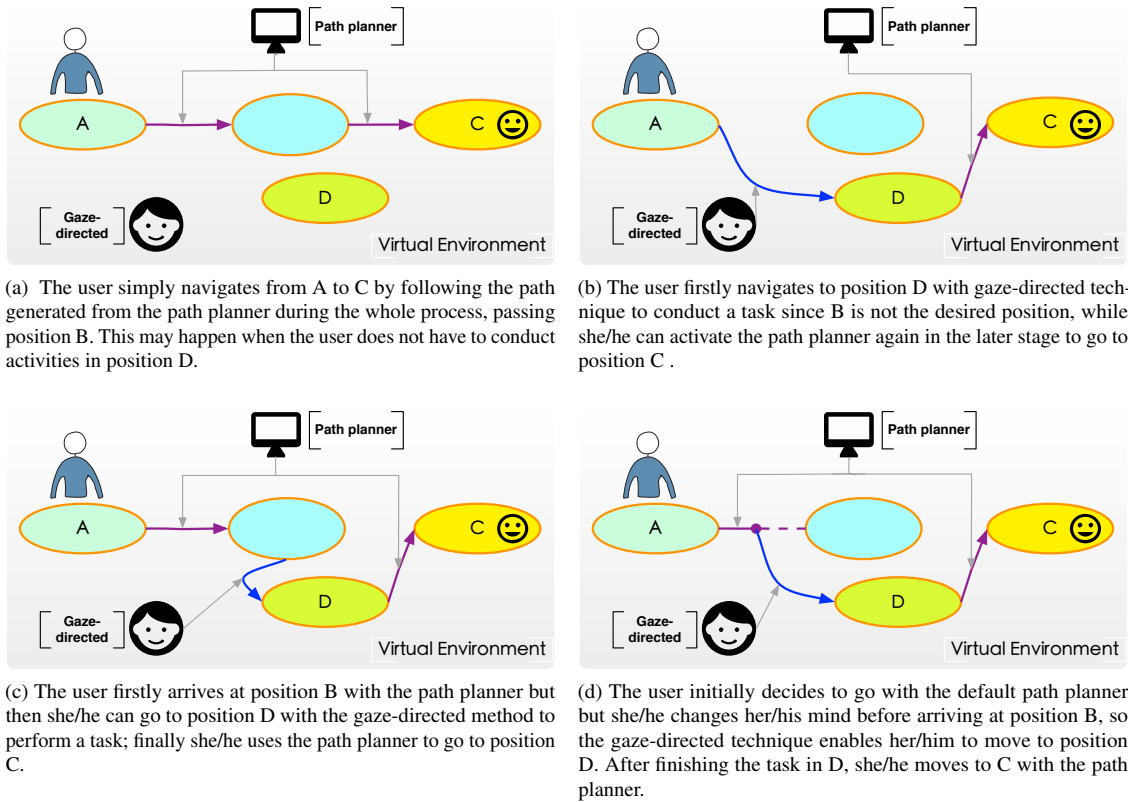 Path planner
A
C
D
Gaze-
directed
Virtual Environment
(a) The user simply navigates from A to C by following the path
generated from the path planner during the whole process, passing
position B. This may happen when the user does not have to conduct
activities in position D.
Path planner
A
C
D
Gaze-
directed
Virtual Environment
(b) The user firstly navigates to position D with gaze-directed tech-
nique to conduct a task since B is not the desired position, while
she/he can activate the path planner again in the later stage to go to
position C .
Path planner
A
C
D
Gaze-
directed
Virtual Environment
(c) The user firstly arrives at position B with the path planner but
then she/he can go to position D with the gaze-directed method to
perform a task; finally she/he uses the path planner to go to position
C.
Path planner
A
C
D
Gaze-
directed
Virtual Environment
(d) The user initially decides to go with the default path planner
but she/he changes her/his mind before arriving at position B, so
the gaze-directed technique enables her/him to move to position
D. After finishing the task in D, she/he moves to C with the path
planner.